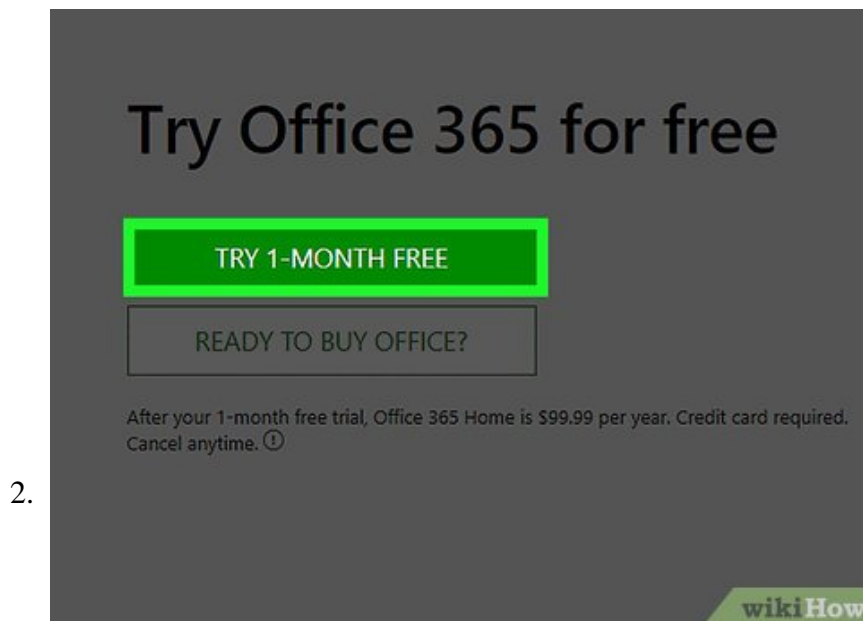 Try Office 365 for free
TRY 1-MONTH FREE
READY TO BUY OFFICE?
After your 1-month free trial, Office 365 Home is $99.99 per year. Credit card required.
Cancel anytime.
2.
wikiHow